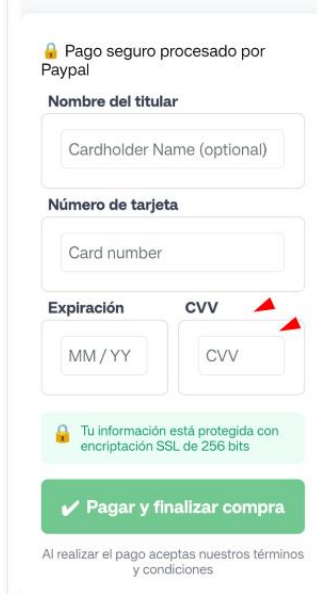 🔒 Pago seguro procesado por
Paypal
Nombre del titular
Cardholder Name (optional)
Número de tarjeta
Card number
Expiración CVV
MM / YY CVV
🔒 Tu información está protegida con
encriptación SSL de 256 bits
✔ Pagar y finalizar compra
Al realizar el pago aceptas nuestros términos
y condiciones